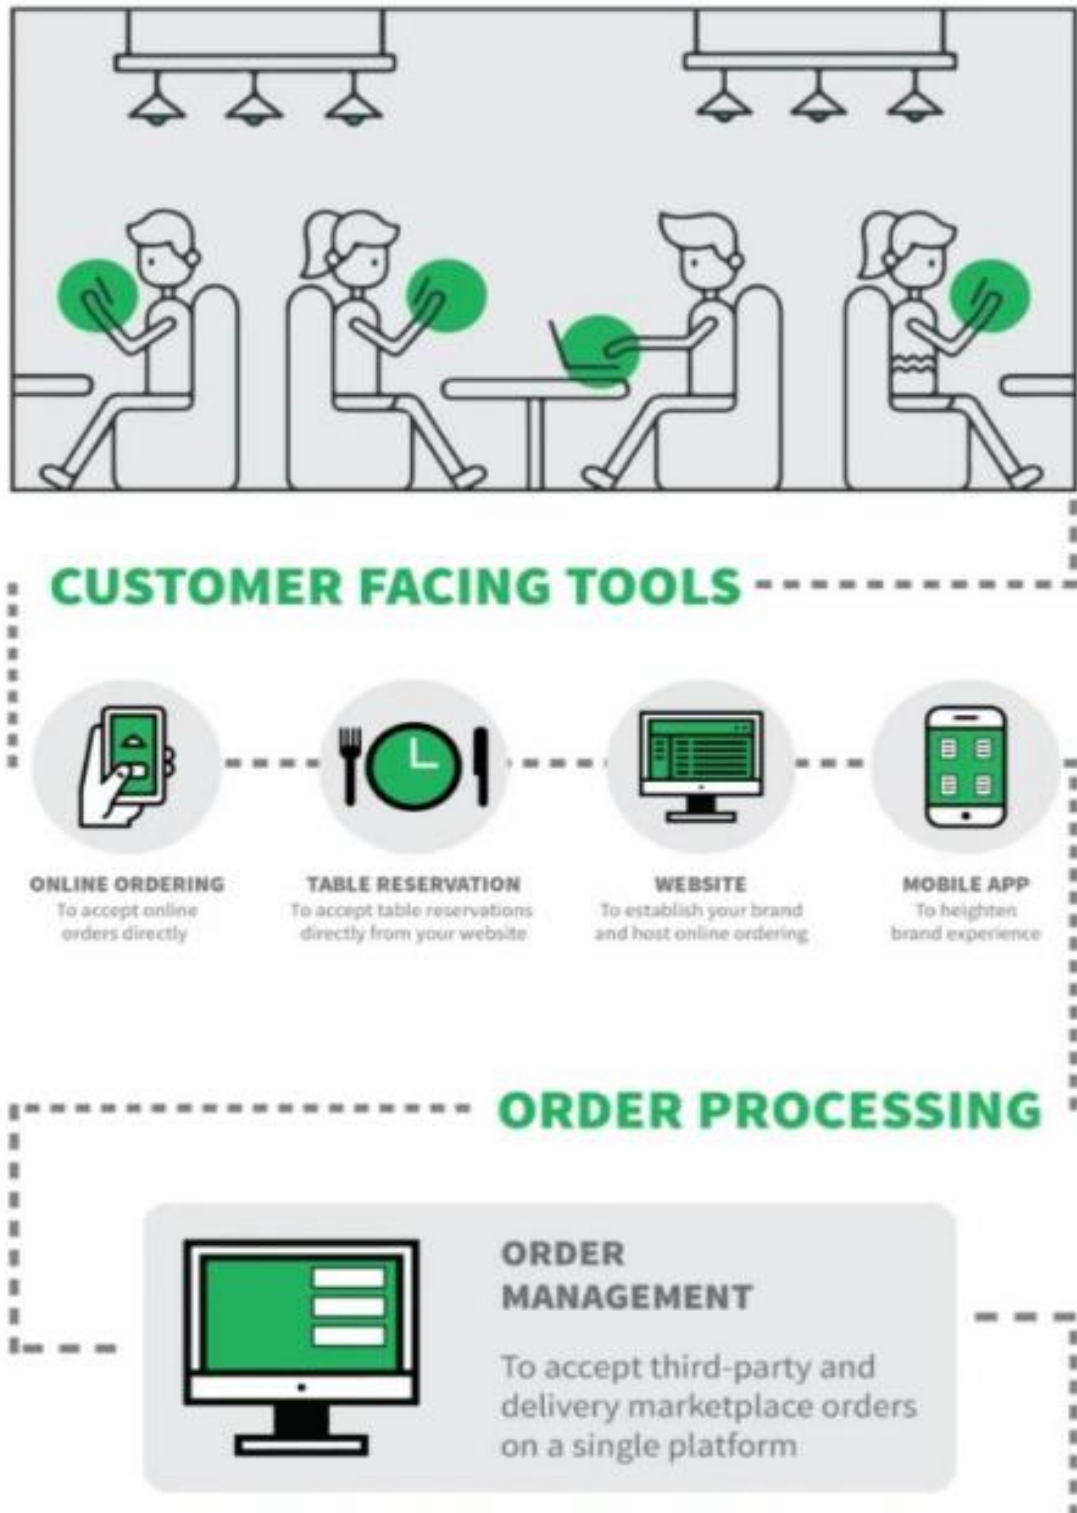 CUSTOMER FACING TOOLS
ONLINE ORDERING
To accept online
orders directly
TABLE RESERVATION
To accept table reservations
directly from your website
WEBSITE
To establish your brand
and host online ordering
MOBILE APP
To heighten
brand experience
ORDER PROCESSING
ORDER
MANAGEMENT
To accept third-party and
delivery marketplace orders
on a single platform